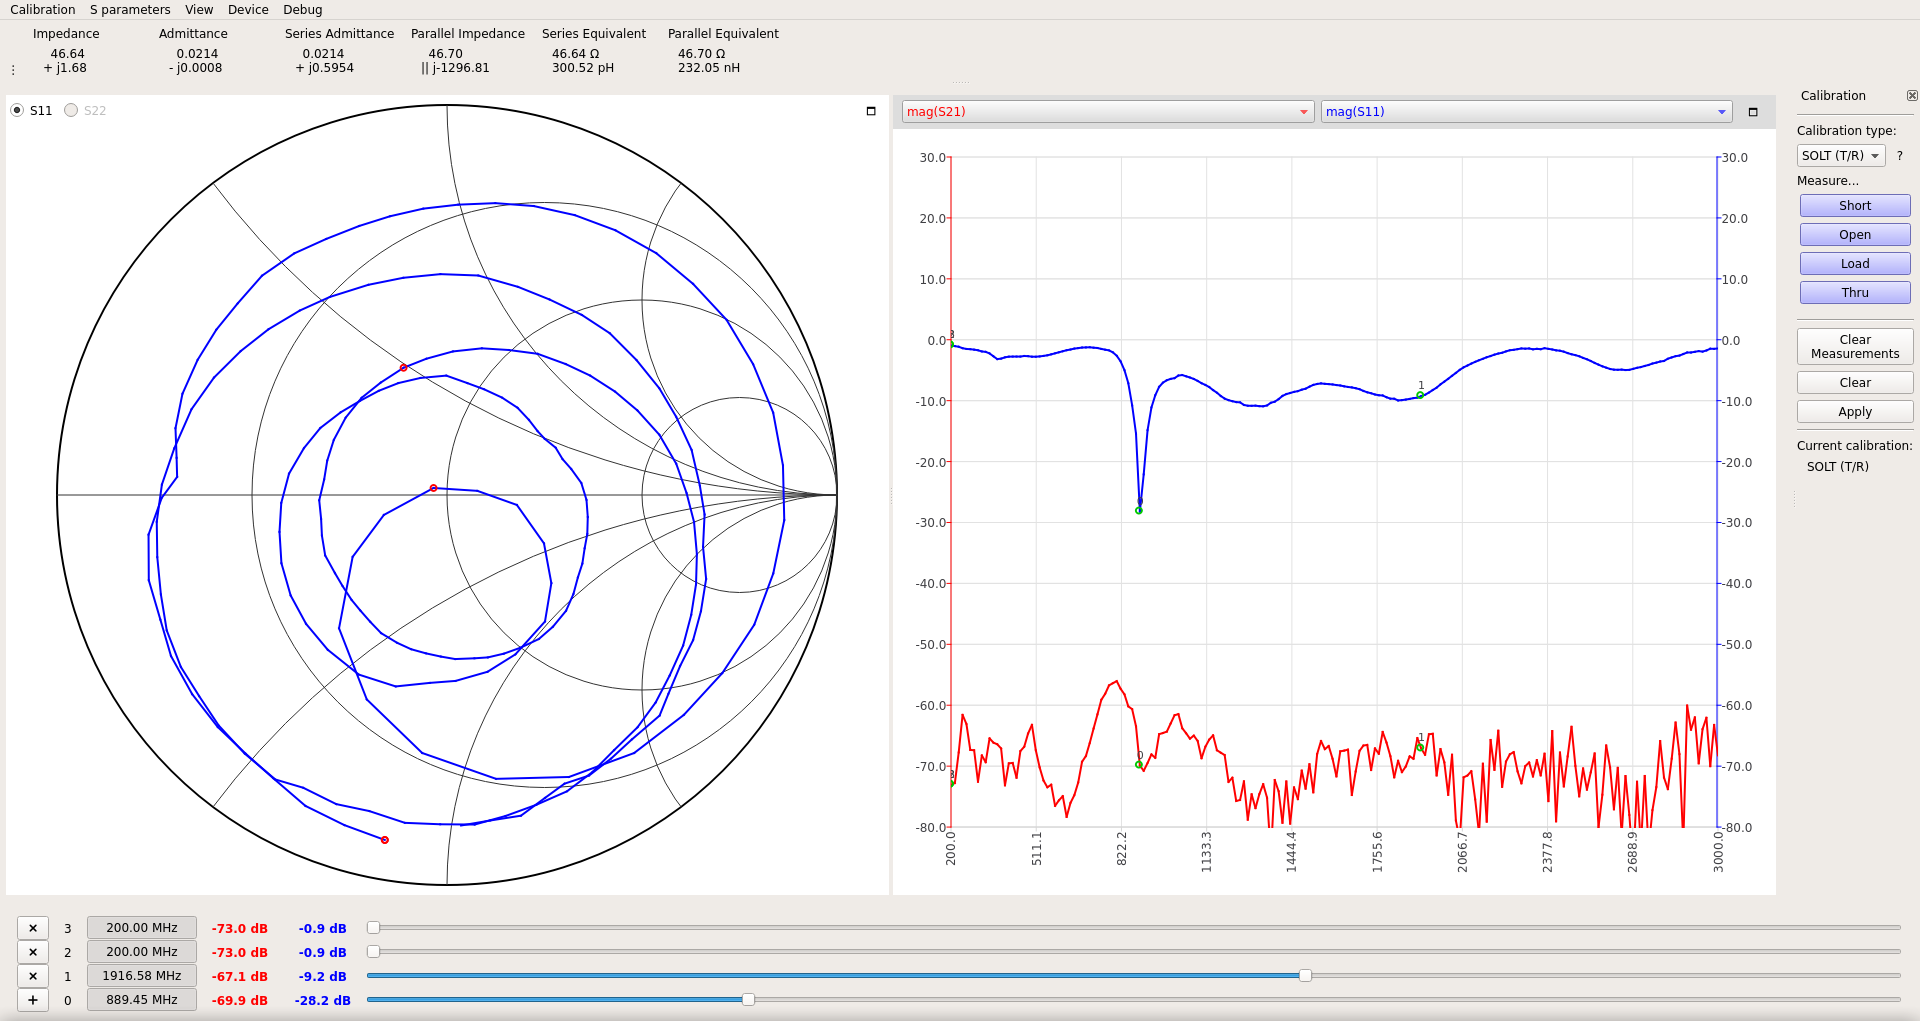 Calibration S parameters View Device Debug
Impedance Admittance Series Admittance Parallel Impedance Series Equivalent Parallel Equivalent
46.64 0.0214 0.0214 46.70 46.64 Ω 46.70 Ω
+ j1.68 - j0.0008 + j0.5954 || j-1296.81 300.52 pH 232.05 nH
S11 S22
mag(S21) mag(S11)
30.0 30.0
20.0 20.0
10.0 10.0
0.0 0.0
-10.0 -10.0
-20.0 -20.0
-30.0 -30.0
-40.0 -40.0
-50.0 -50.0
-60.0 -60.0
-70.0 -70.0
-80.0 -80.0
1
1
0
200.0 511.1 822.2 1133.3 1444.4 1755.6 2066.7 2377.8 2688.9 3000.0
Calibration
Calibration type:
SOLT (T/R) ?
Measure...
Short
Open
Load
Thru
Clear
Measurements
Clear
Apply
Current calibration:
SOLT (T/R)
× 3 200.00 MHz -73.0 dB -0.9 dB
× 2 200.00 MHz -73.0 dB -0.9 dB
× 1 1916.58 MHz -67.1 dB -9.2 dB
+ 0 889.45 MHz -69.9 dB -28.2 dB